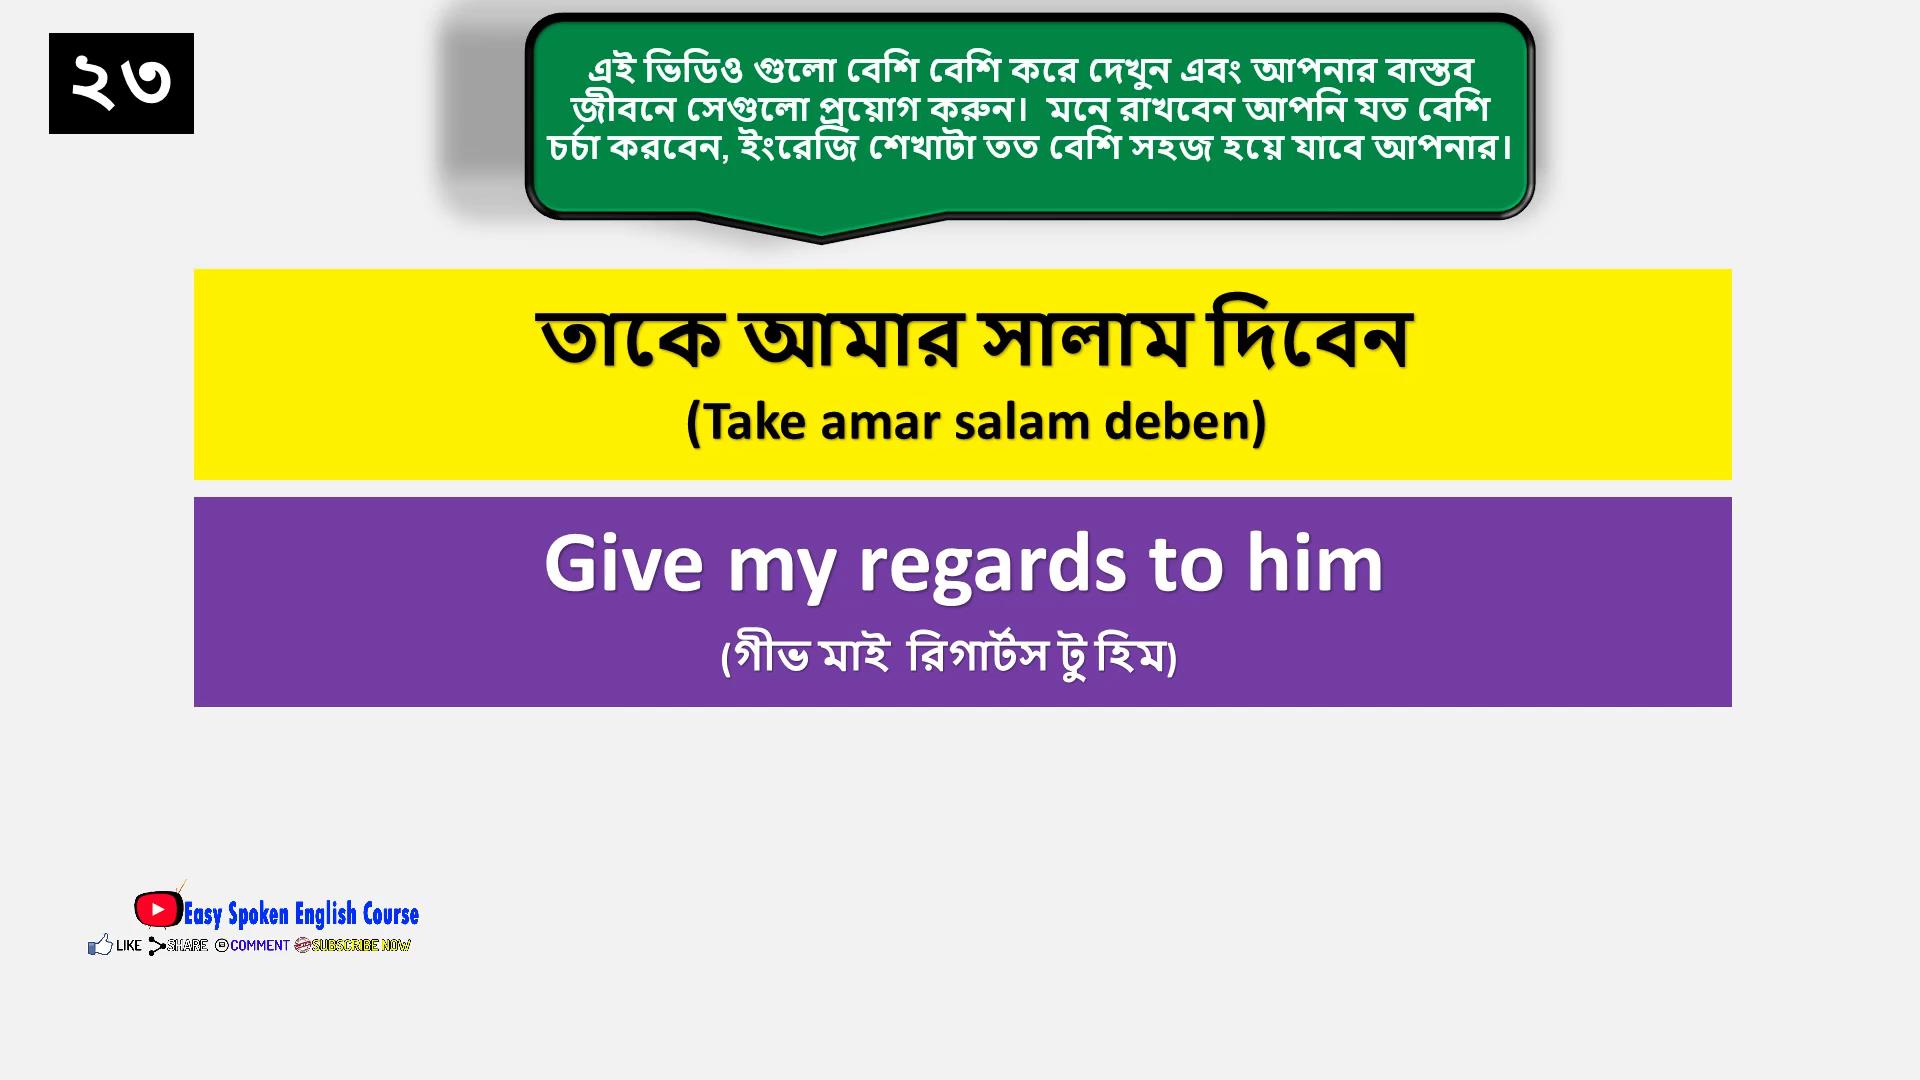 ২৩
এই ভিডিও গুলো বেশি বেশি করে দেখুন এবং আপনার বাস্তব
জীবনে সেগুলো প্রয়োগ করুন।  মনে রাখবেন আপনি যত বেশি
চর্চা করবেন, ইংরেজি শেখাটা তত বেশি সহজ হয়ে যাবে আপনার।
তাকে আমার সালাম দিবেন
(Take amar salam deben)
Give my regards to him
(গীভ মাই  রিগার্টস টু হিম)
Easy Spoken English Course
LIKE SHARE COMMENT SUBSCRIBE NOW